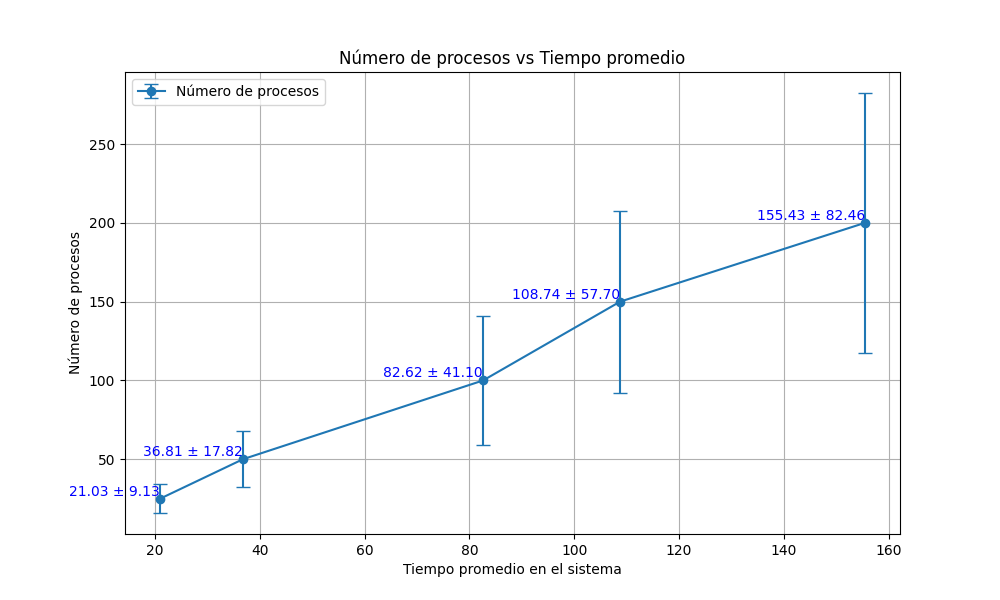 Número de procesos vs Tiempo promedio
Número de procesos
250
200
150
100
50
Número de procesos
155.43 ± 82.46
108.74 ± 57.70
82.62 ± 41.10
36.81 ± 17.82
21.03 ± 9.13
20 40 60 80 100 120 140 160
Tiempo promedio en el sistema